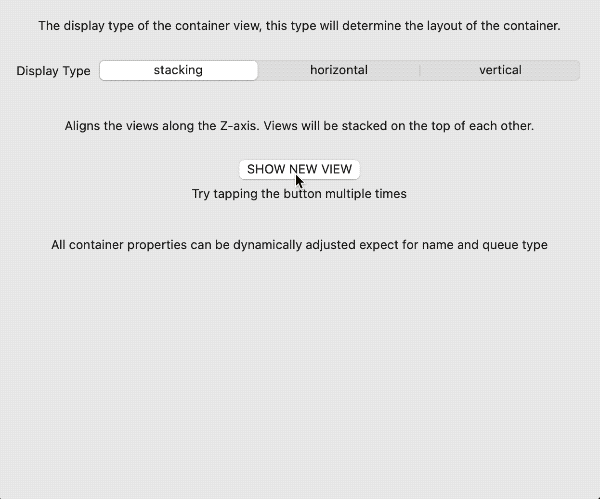 The display type of the container view, this type will determine the layout of the container.
Display Type stacking horizontal vertical
Aligns the views along the Z-axis. Views will be stacked on the top of each other.
SHOW NEW VIEW
Try tapping the button multiple times
All container properties can be dynamically adjusted expect for name and queue type